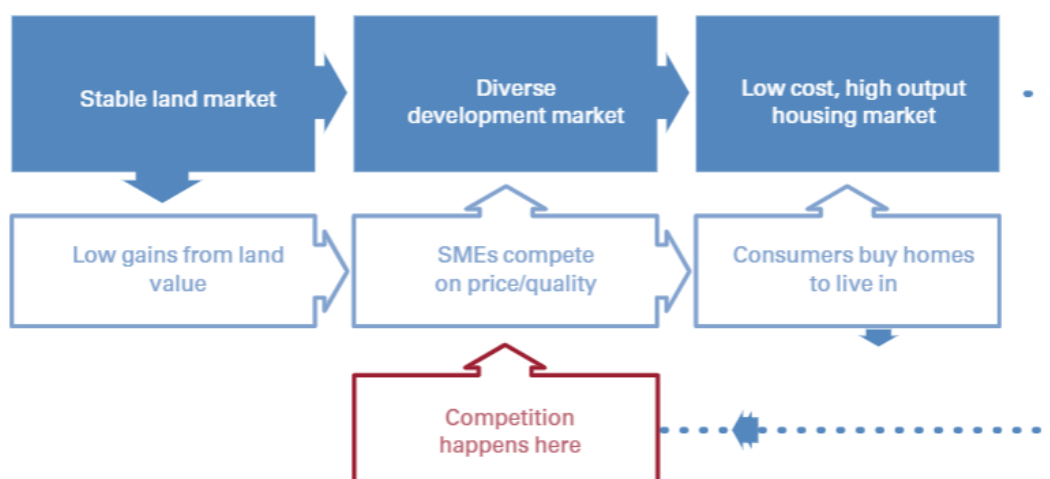 Stable land market
Diverse
development market
Low cost, high output
housing market
Low gains from land
value
SMEs compete
on price/quality
Consumers buy homes
to live in
Competition
happens here